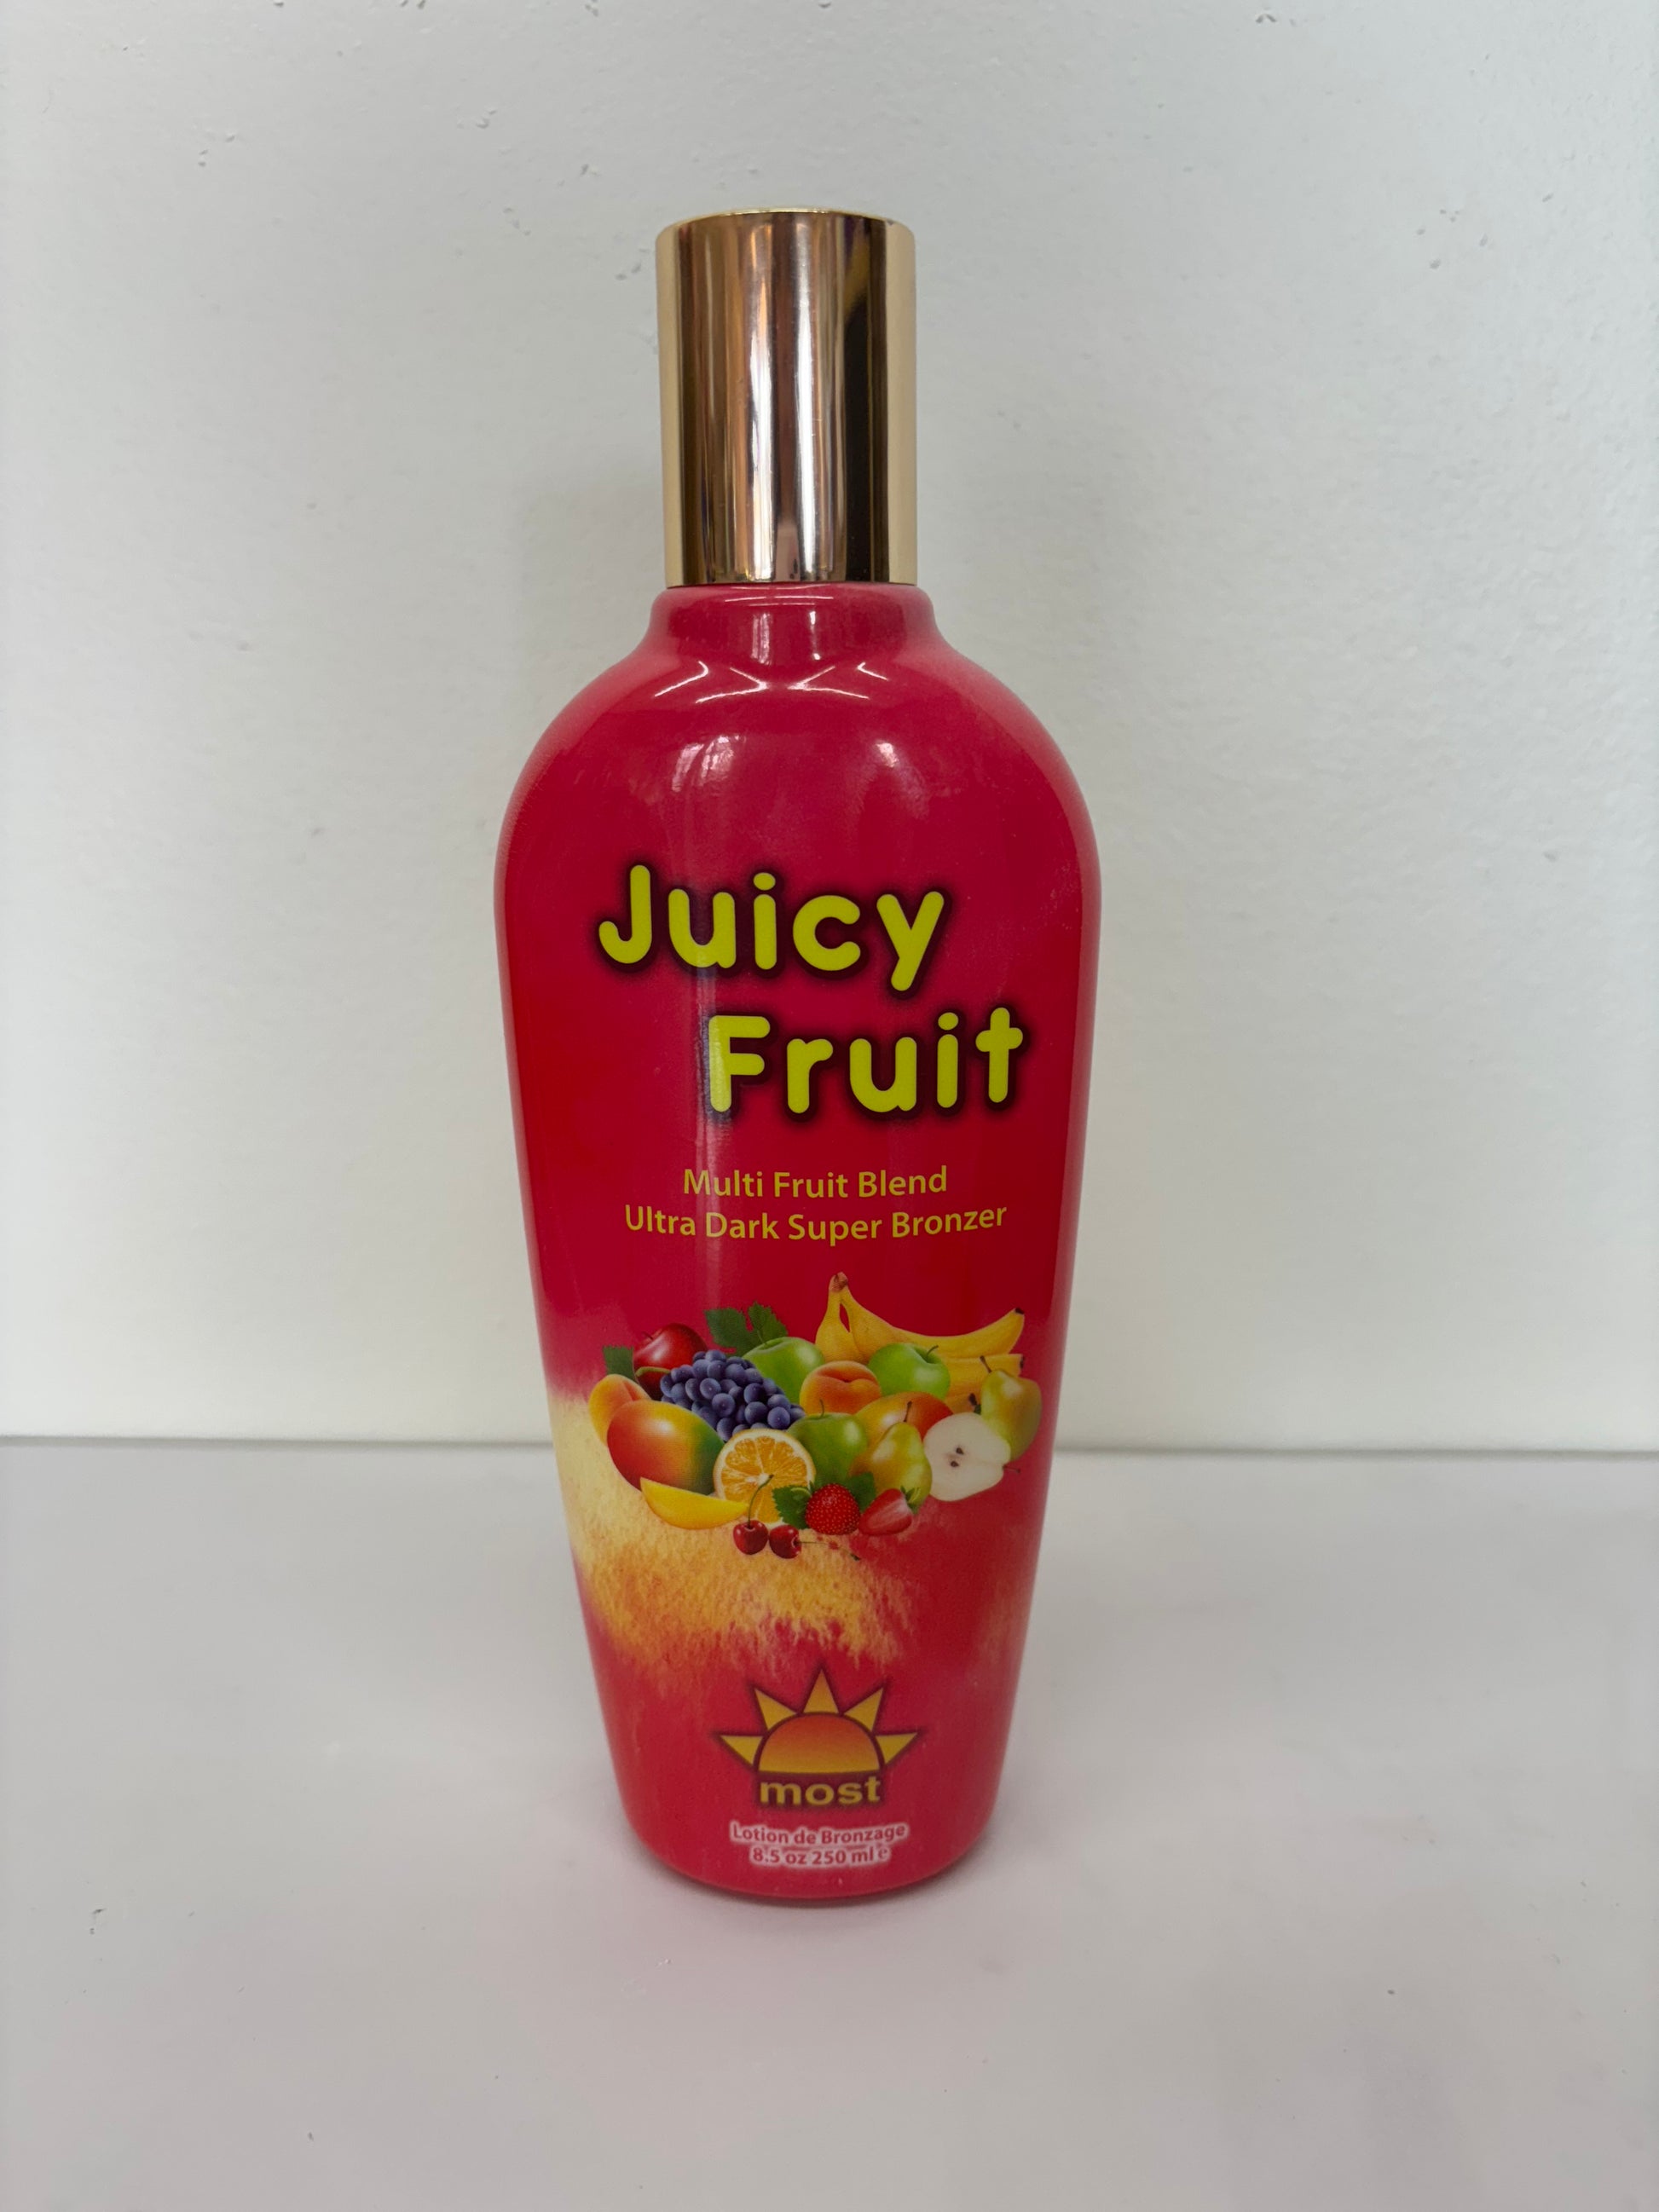 Juicy
Fruit
Multi Fruit Blend
Ultra Dark Super Bronzer
most
Lotion de Bronzage
8.5 oz 250 ml ℮